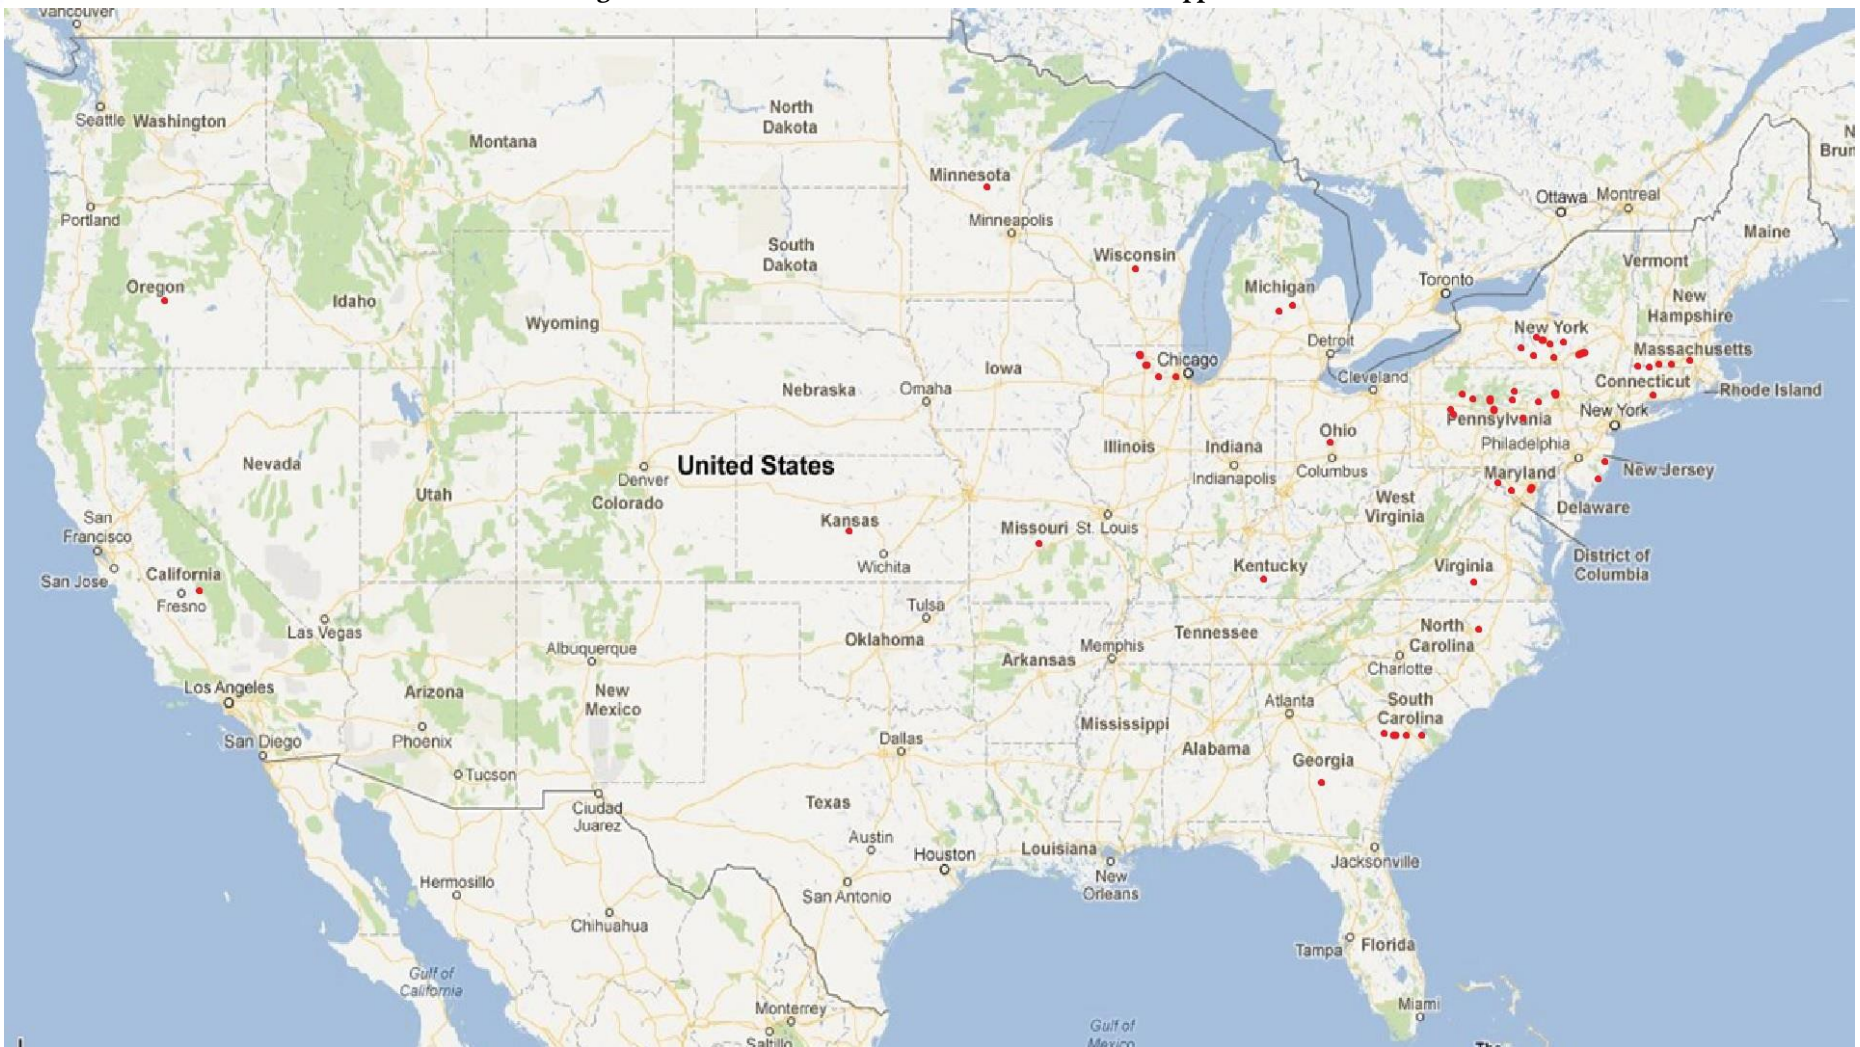 Vancouver
Seattle
Washington
Montana
North
Dakota
Minnesota
Minneapolis
Ottawa
Montreal
Maine
Portland
South
Dakota
Wisconsin
Michigan
Toronto
Vermont
New
Hampshire
Oregon
Idaho
Wyoming
New York
Detroit
Massachusetts
Chicago
Iowa
Cleveland
Connecticut
Rhode Island
Nebraska
Omaha
New York
Pennsylvania
Philadelphia
Ohio
Illinois
Indiana
Indianapolis
Columbus
Maryland
New Jersey
Nevada
United States
Denver
Colorado
Utah
West
Virginia
Delaware
San
Francisco
Kansas
Missouri
St. Louis
District of
Columbia
San Jose
California
Fresno
Wichita
Kentucky
Virginia
Las Vegas
Tulsa
Oklahoma
Tennessee
North
Carolina
Albuquerque
Arkansas
Memphis
Charlotte
Los Angeles
Arizona
New
Mexico
Atlanta
South
Carolina
Mississippi
San Diego
Phoenix
Dallas
Alabama
Georgia
Tucson
Ciudad
Juarez
Texas
Austin
Houston
Louisiana
New
Orleans
Jacksonville
Hermosillo
San Antonio
Chihuahua
Tampa
Florida
Gulf of
California
Monterrey
Saltillo
Miami
Gulf of
Mexico